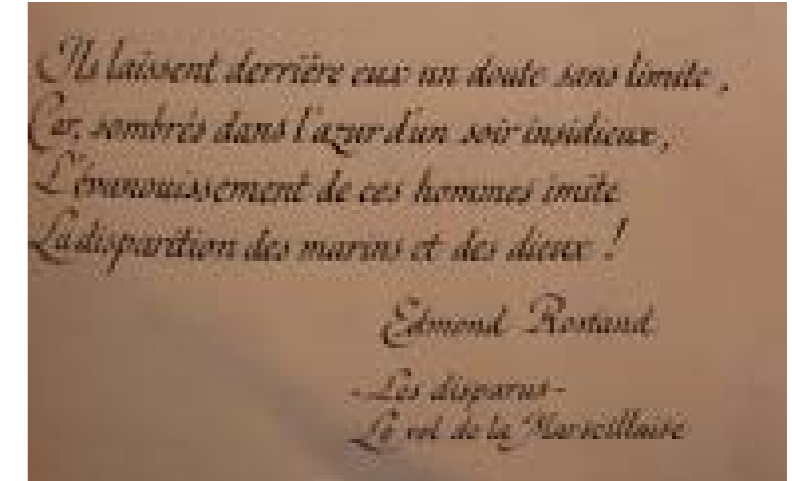 Ils laissent derrière eux un doute sans limite,
Car, sombrés dans l'azur d'un soir insidieux,
L'évanouissement de ces hommes imite
La disparition des marins et des dieux !
Edmond Rostand
-Les disparus-
Le vol de la Marseillaise